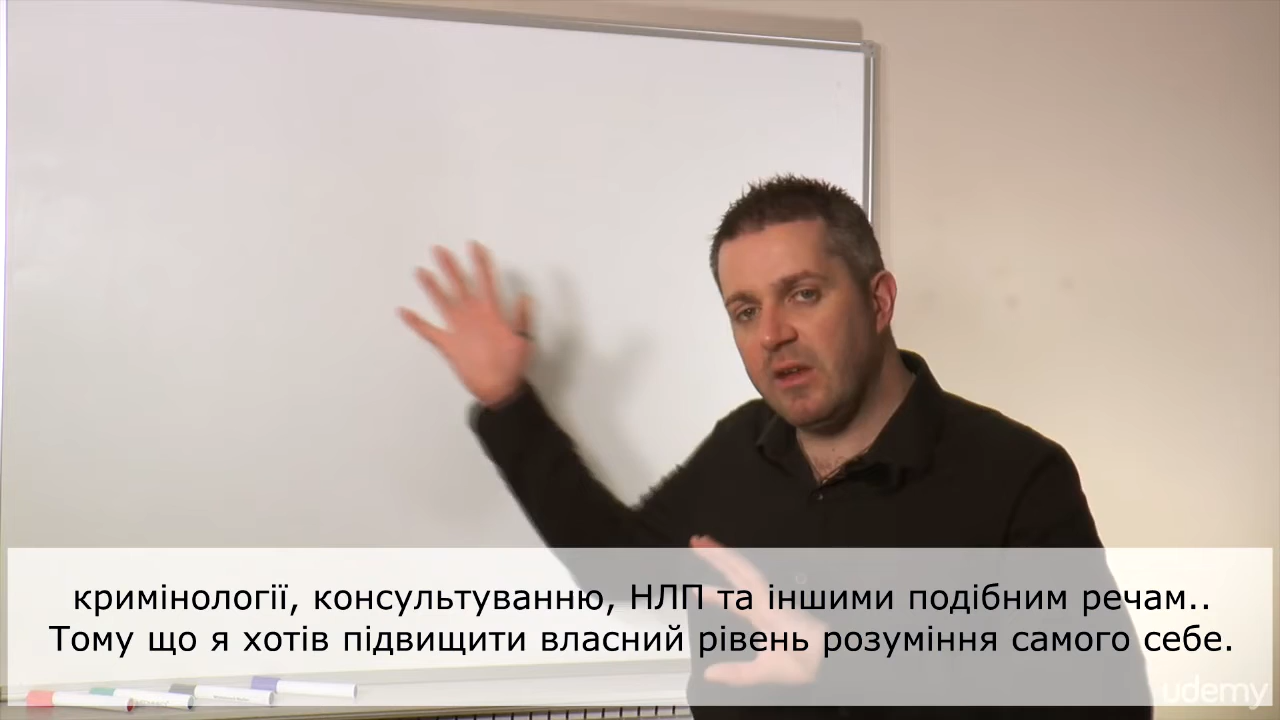 кримінології, консультуванню, НЛП та іншими подібним речам..
Тому що я хотів підвищити власний рівень розуміння самого себе.
udemy